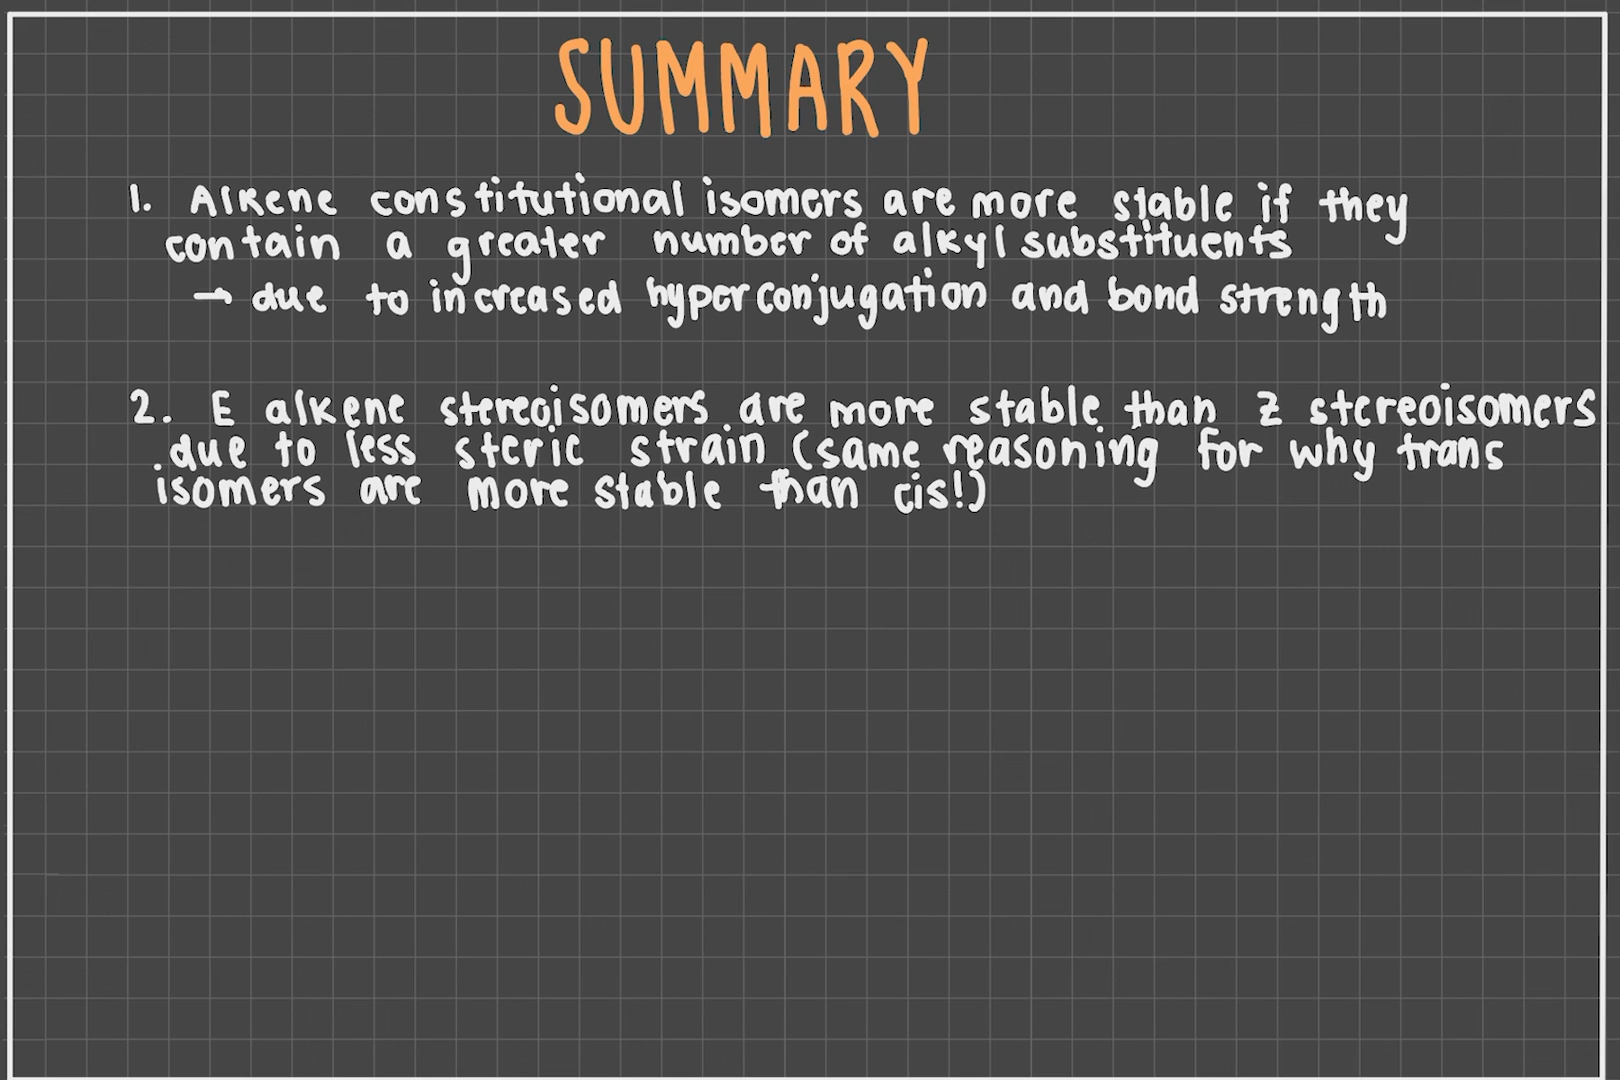 SUMMARY
1. Alkene constitutional isomers are more stable if they
contain a greater number of alkyl substituents
→ due to increased hyperconjugation and bond strength
2. E alkene stereoisomers are more stable than Z stereoisomers
due to less steric strain (same reasoning for why trans
isomers are more stable than cis!)